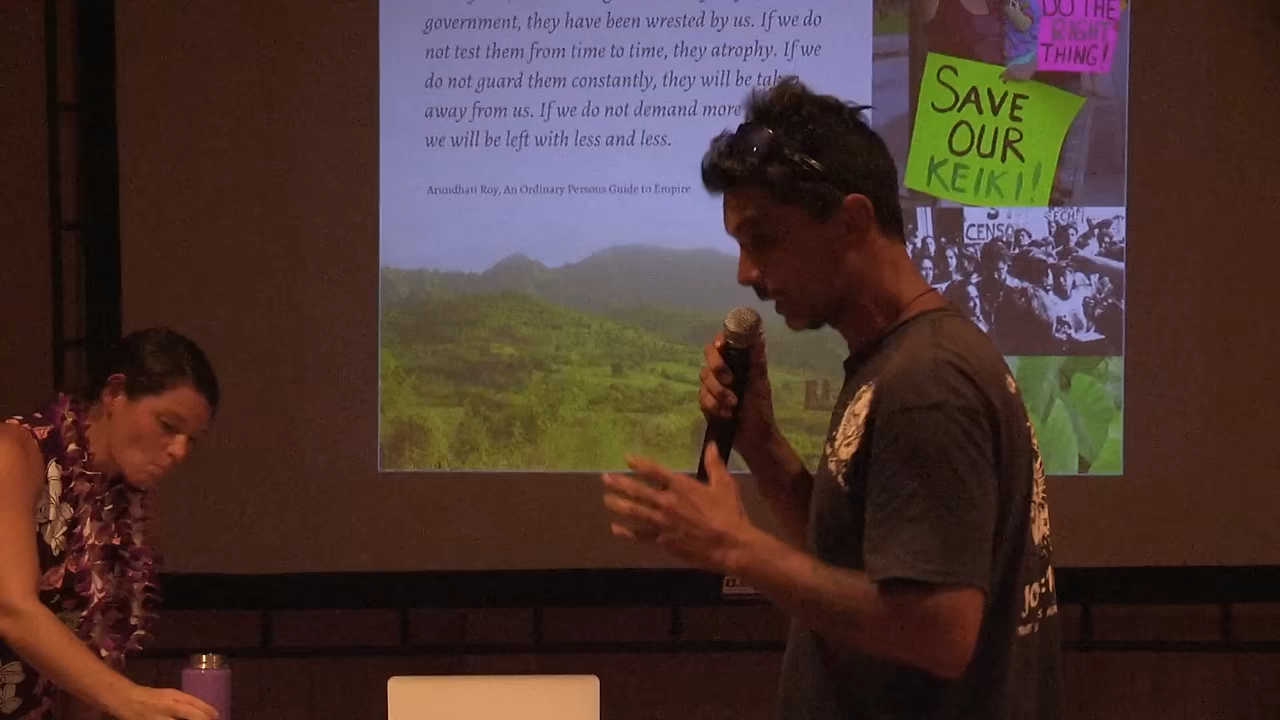 government, they have been wrested by us. If we do
not test them from time to time, they atrophy. If we
do not guard them constantly, they will be
away from us. If we do not demand more
we will be left with less and less.
Arundhati Roy, An Ordinary Persons Guide to Empire
DO THE
RIGHT
THING!
SAVE
OUR
KEIKI!